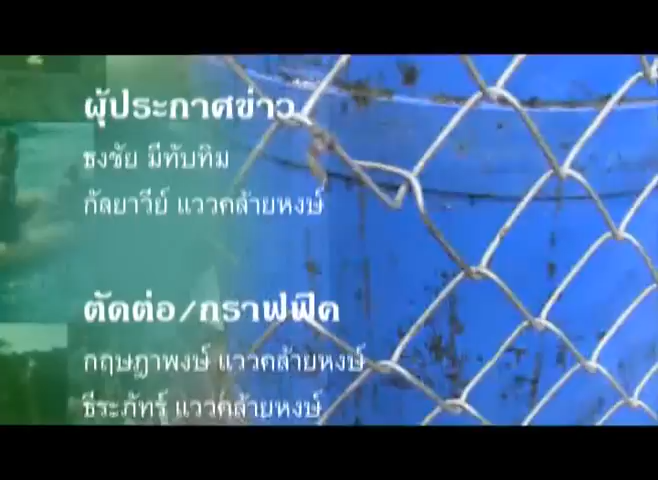 ผู้ประกาศข่าว
ธงชัย มีทับทิม
กัลยาวีย์ แววคล้ายหงษ์
ตัดต่อ/กราฟฟิค
กฤษฎาพงษ์ แววคล้ายหงษ์
ธีระภัทร์ แววคล้ายหงษ์